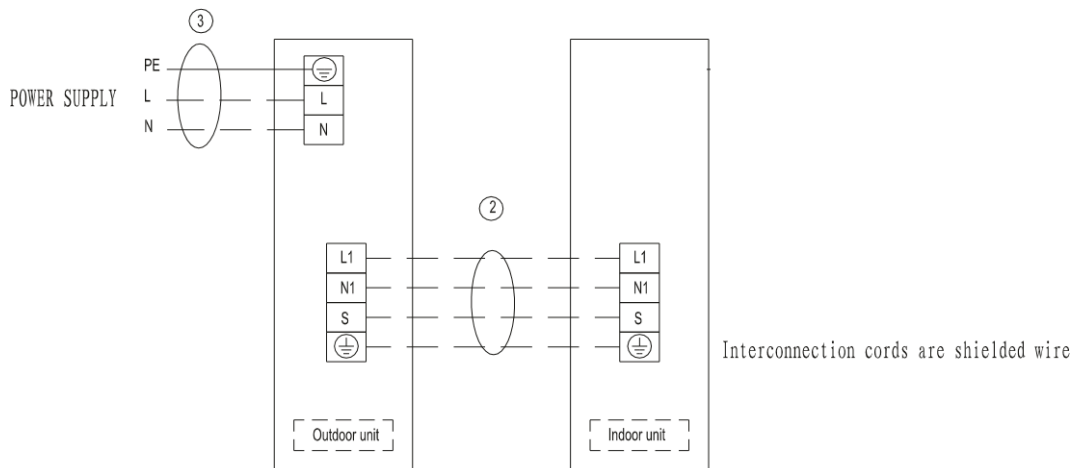 ③
PE
POWER SUPPLY
L
L
N
N
②
L1
L1
N1
N1
S
S
Interconnection cords are shielded wire
Outdoor unit
Indoor unit